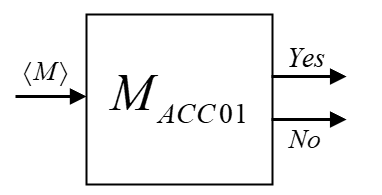 ⟨M⟩
M_ACC01
Yes
No